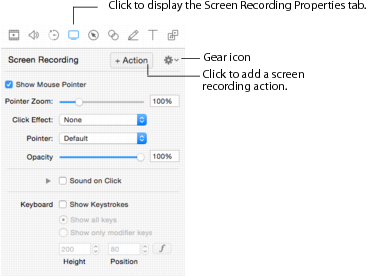 Click to display the Screen Recording Properties tab.
Screen Recording
+ Action
Gear icon
Click to add a screen
recording action.
Show Mouse Pointer
Pointer Zoom: 100%
Click Effect: None
Pointer: Default
Opacity 100%
Sound on Click
Keyboard Show Keystrokes
Show all keys
Show only modifier keys
200 80
Height Position